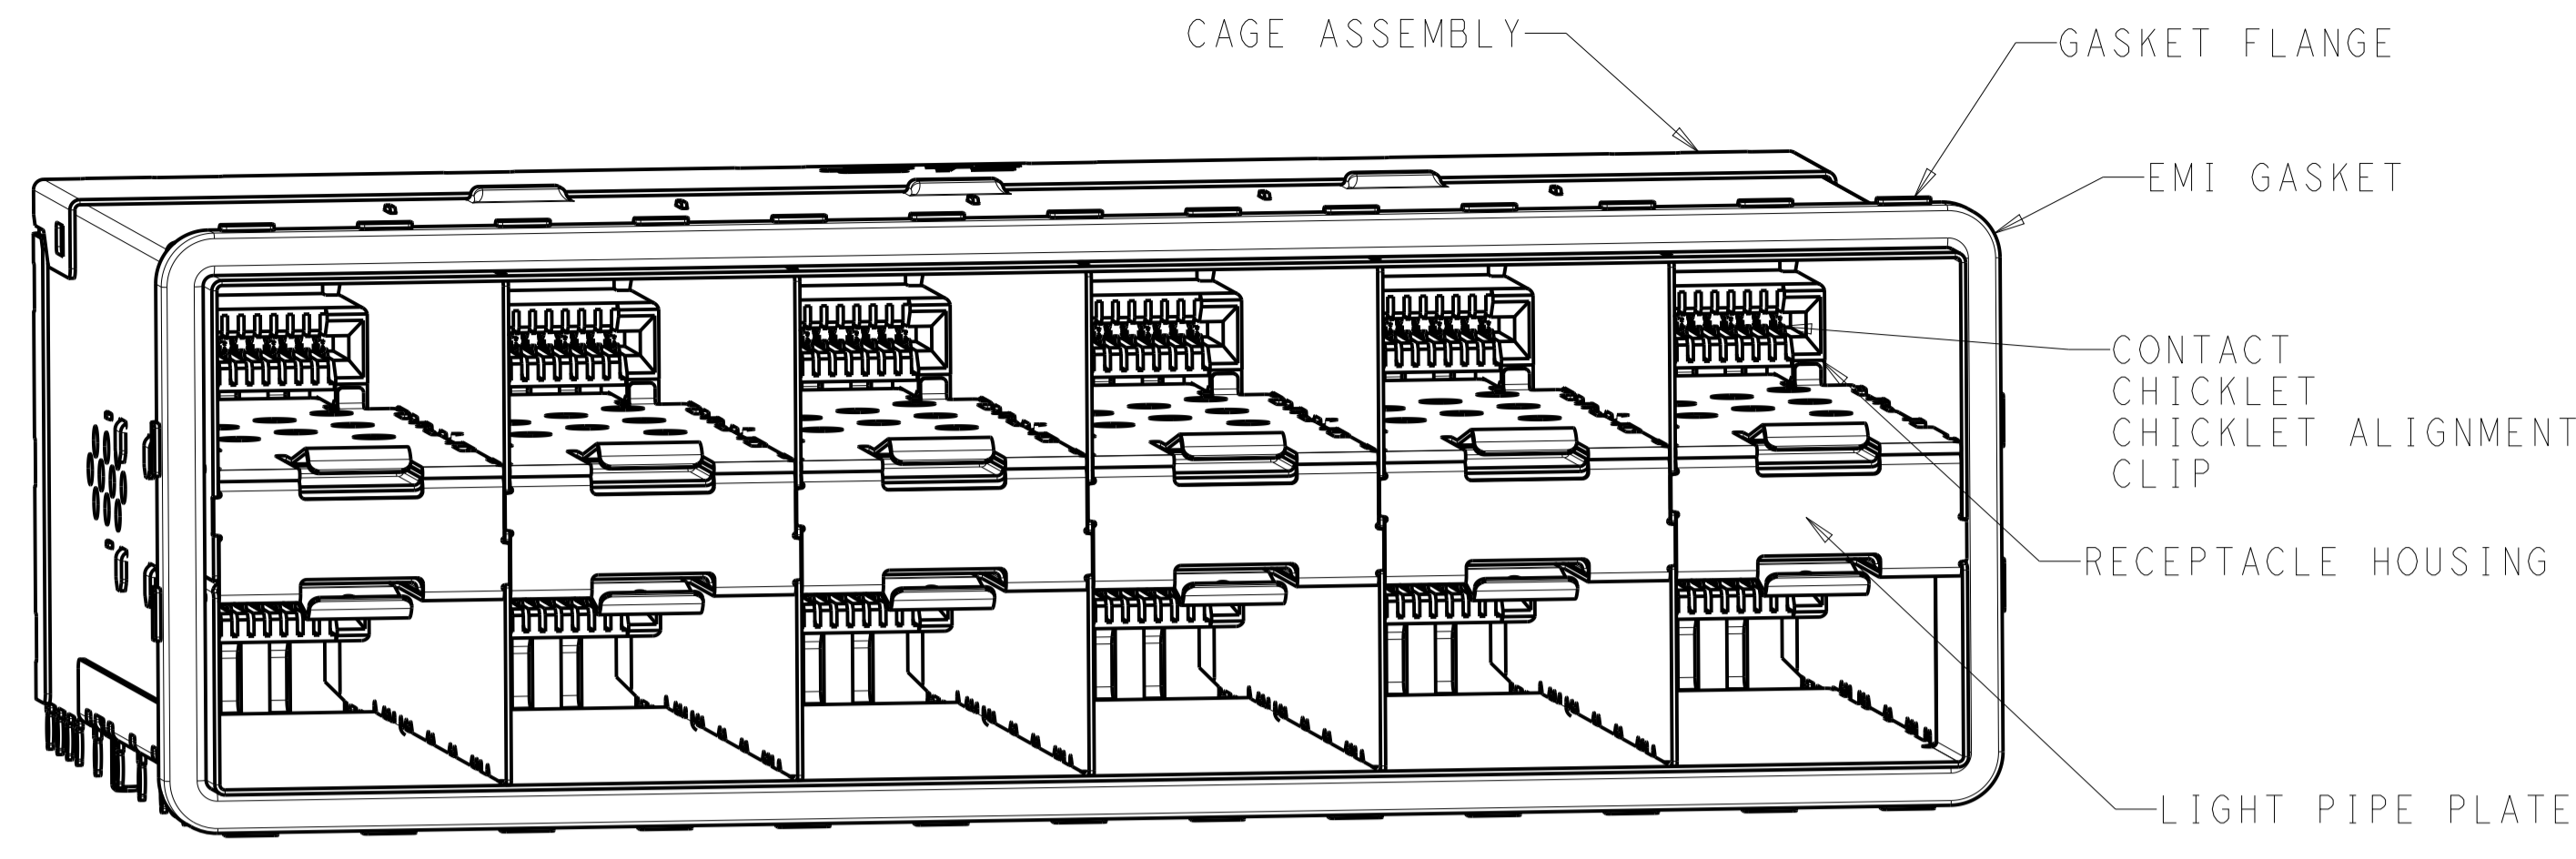 CAGE ASSEMBLY
GASKET FLANGE
EMI GASKET
CONTACT
CHICKLET
CHICKLET ALIGNMENT
CLIP
RECEPTACLE HOUSING
LIGHT PIPE PLATE